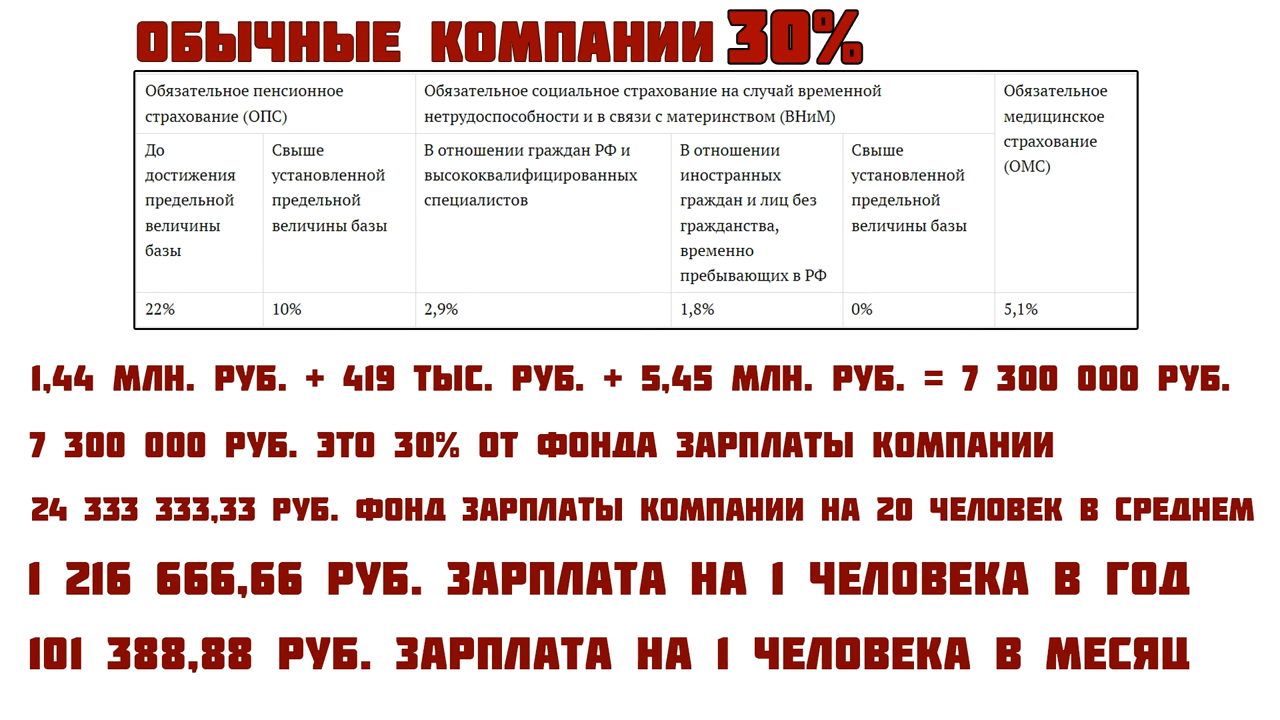 ОБЫЧНЫЕ КОМПАНИИ 30%
Обязательное пенсионное
страхование (ОПС)
Обязательное социальное страхование на случай временной
нетрудоспособности и в связи с материнством (ВНиМ)
Обязательное
медицинское
страхование
(ОМС)
До
достижения
предельной
величины
базы
Свыше
установленной
предельной
величины базы
В отношении граждан РФ и
высококвалифицированных
специалистов
В отношении
иностранных
граждан и лиц без
гражданства,
временно
пребывающих в РФ
Свыше
установленной
предельной
величины базы
22%
10%
2,9%
1,8%
0%
5,1%
1,44 МЛН. РУБ. + 419 ТЫС. РУБ. + 5,45 МЛН. РУБ. = 7 300 000 РУБ.
7 300 000 РУБ. ЭТО 30% ОТ ФОНДА ЗАРПЛАТЫ КОМПАНИИ
24 333 333,33 РУБ. ФОНД ЗАРПЛАТЫ КОМПАНИИ НА 20 ЧЕЛОВЕК В СРЕДНЕМ
1 216 666,66 РУБ. ЗАРПЛАТА НА 1 ЧЕЛОВЕКА В ГОД
101 388,88 РУБ. ЗАРПЛАТА НА 1 ЧЕЛОВЕКА В МЕСЯЦ